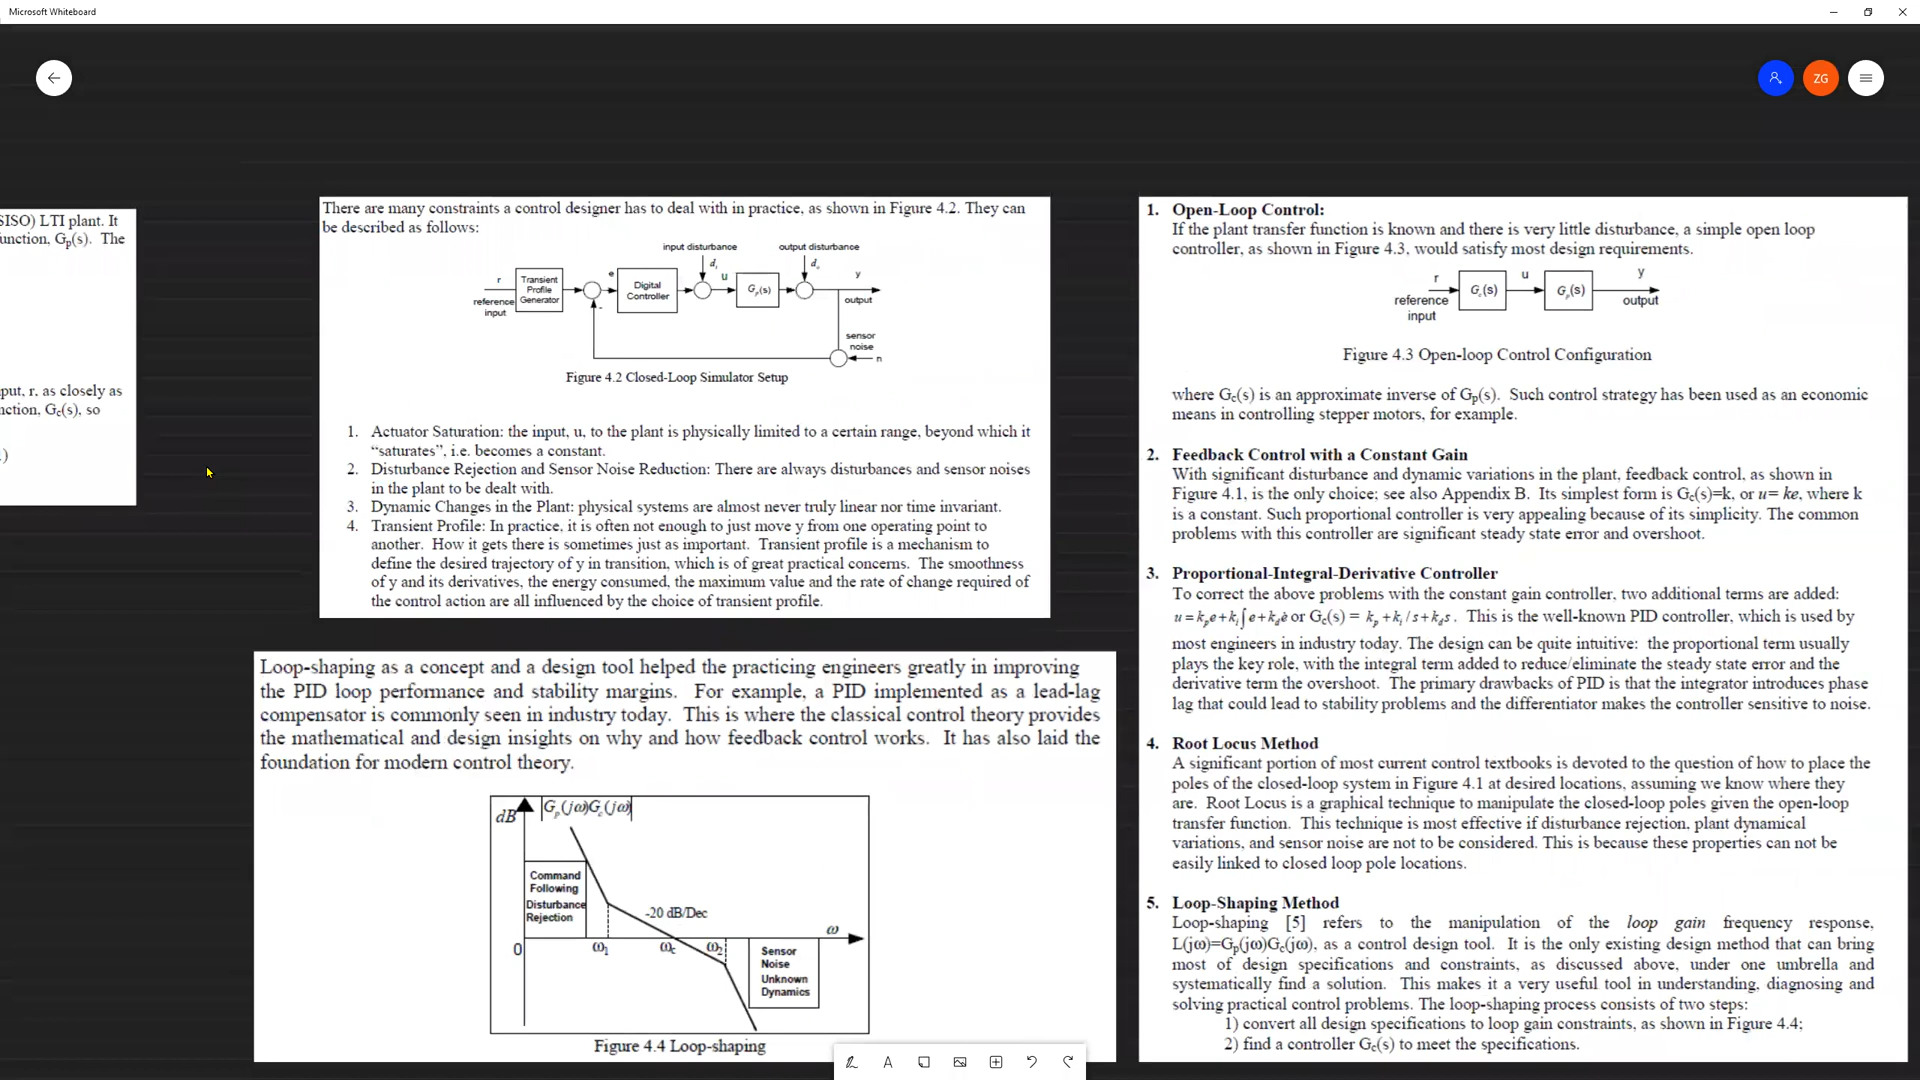 Microsoft Whiteboard
ZG
SISO) LTI plant. It
unction, Gp(s). The
put, r, as closely as
nction, Gc(s), so
.)
There are many constraints a control designer has to deal with in practice, as shown in Figure 4.2. They can
be described as follows:
input disturbance
output disturbance
r
reference
input
Transient
Profile
Generator
e
-
Digital
Controller
di
u
Gp(s)
do
y
output
sensor
noise
n
Figure 4.2 Closed-Loop Simulator Setup
1. Actuator Saturation: the input, u, to the plant is physically limited to a certain range, beyond which it
“saturates”, i.e. becomes a constant.
2. Disturbance Rejection and Sensor Noise Reduction: There are always disturbances and sensor noises
in the plant to be dealt with.
3. Dynamic Changes in the Plant: physical systems are almost never truly linear nor time invariant.
4. Transient Profile: In practice, it is often not enough to just move y from one operating point to
another. How it gets there is sometimes just as important. Transient profile is a mechanism to
define the desired trajectory of y in transition, which is of great practical concerns. The smoothness
of y and its derivatives, the energy consumed, the maximum value and the rate of change required of
the control action are all influenced by the choice of transient profile.
Loop-shaping as a concept and a design tool helped the practicing engineers greatly in improving
the PID loop performance and stability margins. For example, a PID implemented as a lead-lag
compensator is commonly seen in industry today. This is where the classical control theory provides
the mathematical and design insights on why and how feedback control works. It has also laid the
foundation for modern control theory.
dB
|Gp(jω)Gc(jω)|
Command
Following
Disturbance
Rejection
-20 dB/Dec
ω
0
ω1
ωc
ω2
Sensor
Noise
Unknown
Dynamics
Figure 4.4 Loop-shaping
1. Open-Loop Control:
If the plant transfer function is known and there is very little disturbance, a simple open loop
controller, as shown in Figure 4.3, would satisfy most design requirements.
r
reference
input
Gc(s)
u
Gp(s)
y
output
Figure 4.3 Open-loop Control Configuration
where Gc(s) is an approximate inverse of Gp(s). Such control strategy has been used as an economic
means in controlling stepper motors, for example.
2. Feedback Control with a Constant Gain
With significant disturbance and dynamic variations in the plant, feedback control, as shown in
Figure 4.1, is the only choice; see also Appendix B. Its simplest form is Gc(s)=k, or u= ke, where k
is a constant. Such proportional controller is very appealing because of its simplicity. The common
problems with this controller are significant steady state error and overshoot.
3. Proportional-Integral-Derivative Controller
To correct the above problems with the constant gain controller, two additional terms are added:
u = kpe + ki∫e + kdė or Gc(s) = kp + ki / s + kds . This is the well-known PID controller, which is used by
most engineers in industry today. The design can be quite intuitive: the proportional term usually
plays the key role, with the integral term added to reduce/eliminate the steady state error and the
derivative term the overshoot. The primary drawbacks of PID is that the integrator introduces phase
lag that could lead to stability problems and the differentiator makes the controller sensitive to noise.
4. Root Locus Method
A significant portion of most current control textbooks is devoted to the question of how to place the
poles of the closed-loop system in Figure 4.1 at desired locations, assuming we know where they
are. Root Locus is a graphical technique to manipulate the closed-loop poles given the open-loop
transfer function. This technique is most effective if disturbance rejection, plant dynamical
variations, and sensor noise are not to be considered. This is because these properties can not be
easily linked to closed loop pole locations.
5. Loop-Shaping Method
Loop-shaping [5] refers to the manipulation of the loop gain frequency response,
L(jω)=Gp(jω)Gc(jω), as a control design tool. It is the only existing design method that can bring
most of design specifications and constraints, as discussed above, under one umbrella and
systematically find a solution. This makes it a very useful tool in understanding, diagnosing and
solving practical control problems. The loop-shaping process consists of two steps:
1) convert all design specifications to loop gain constraints, as shown in Figure 4.4;
2) find a controller Gc(s) to meet the specifications.
A